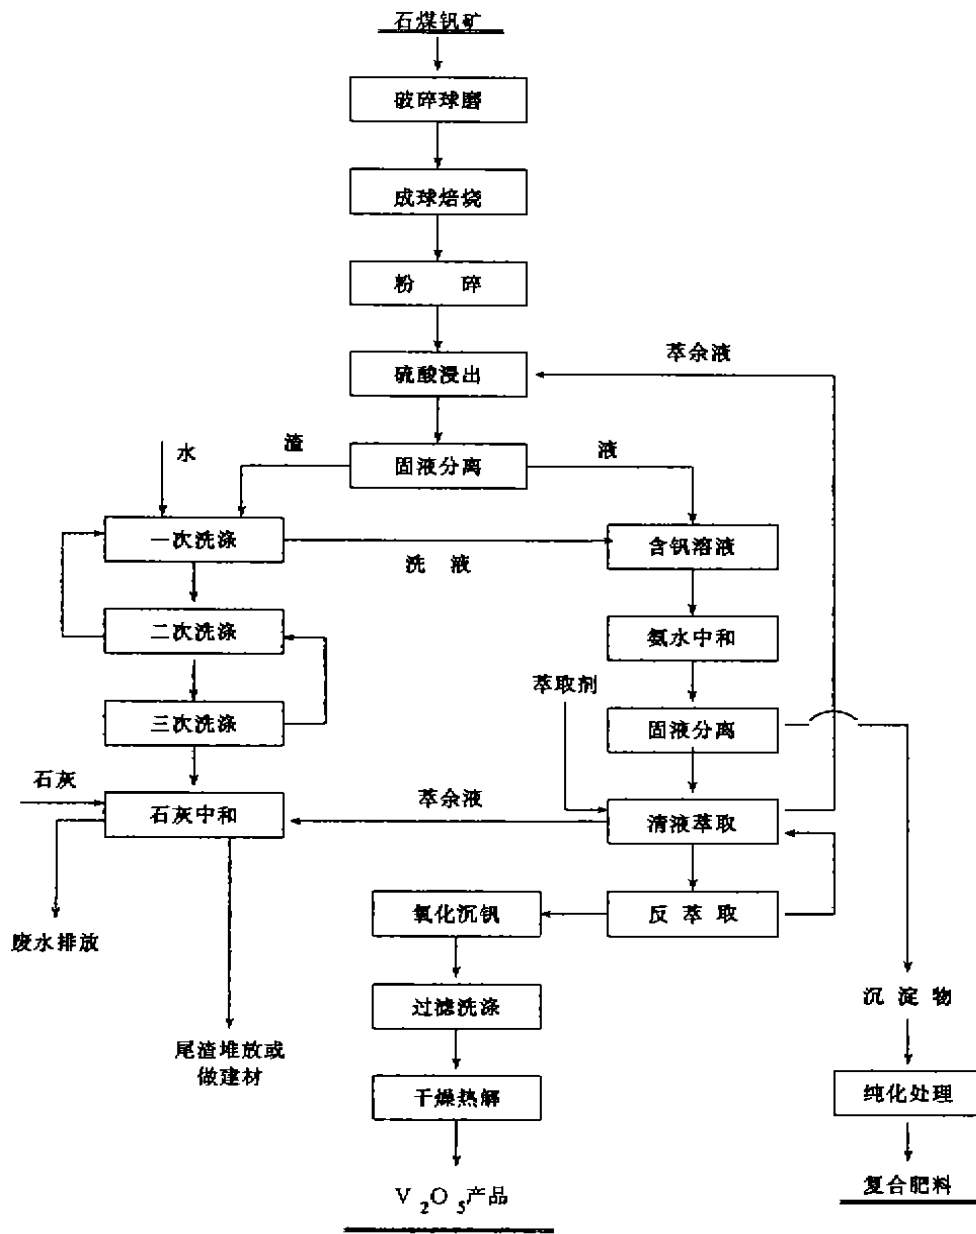 石煤钒矿
破碎球磨
成球焙烧
粉 碎
萃余液
硫酸浸出
水
渣
固液分离
液
一次洗涤
洗 液
含钒溶液
二次洗涤
氨水中和
萃取剂
三次洗涤
固液分离
石灰
石灰中和
萃余液
清液萃取
氧化沉钒
反 萃 取
废水排放
过滤洗涤
沉 淀 物
尾渣堆放或
做建材
干燥热解
纯化处理
V₂O₅产品
复合肥料